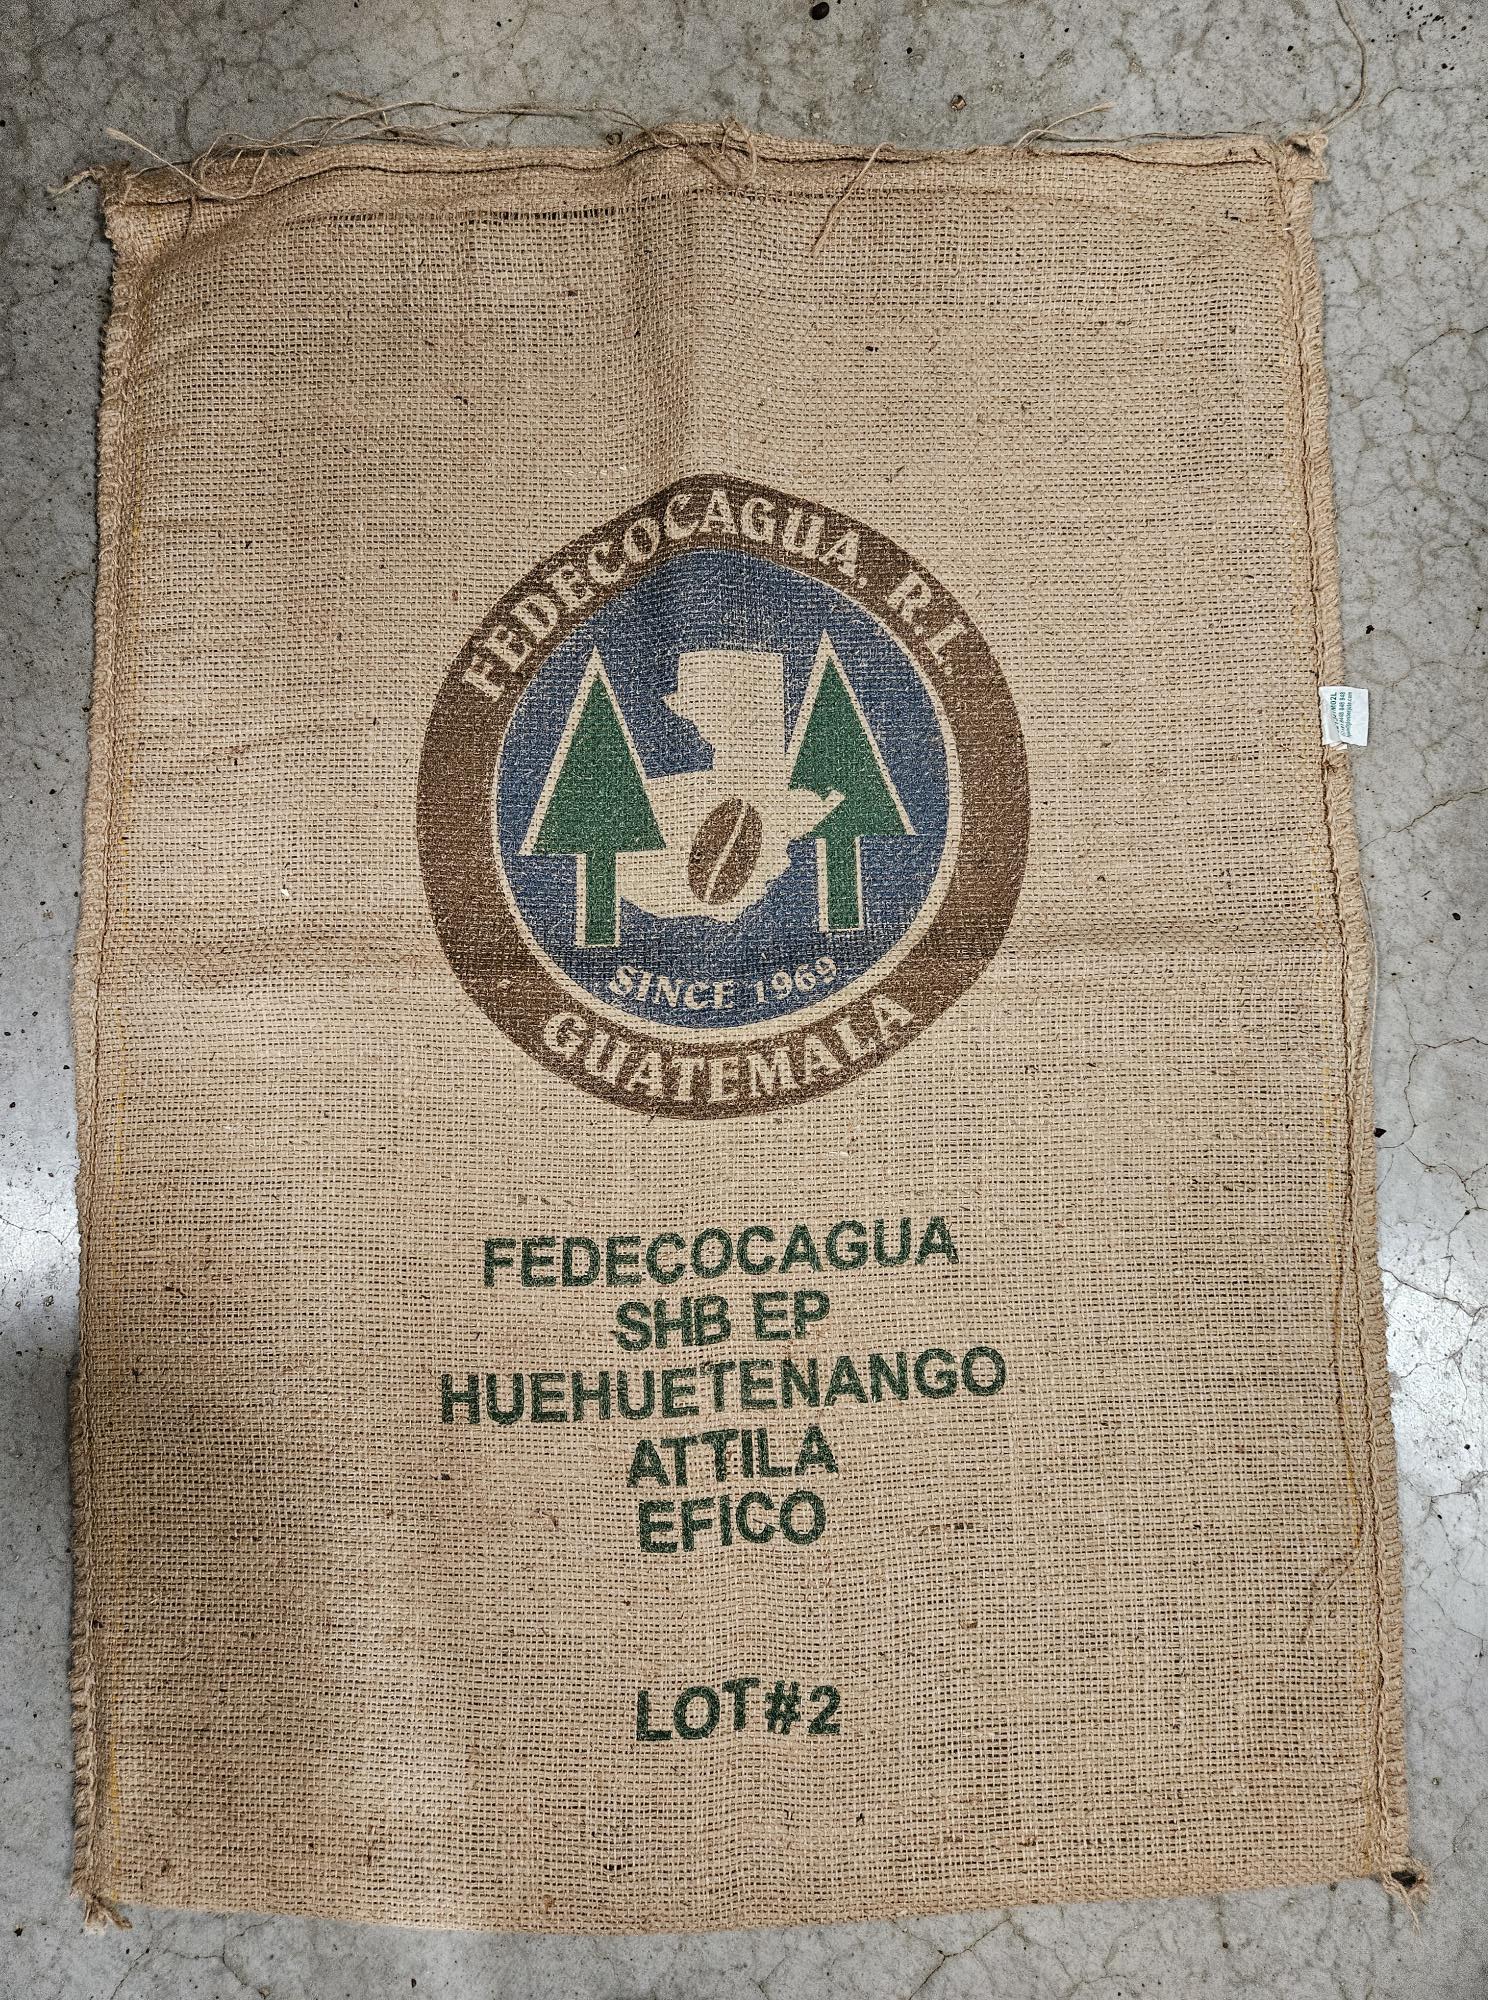 FEDECOCAGUA, R.L.
SINCE 1969
GUATEMALA
FEDECOCAGUA
SHB EP
HUEHUETENANGO
ATTILA
EFICO
LOT#2